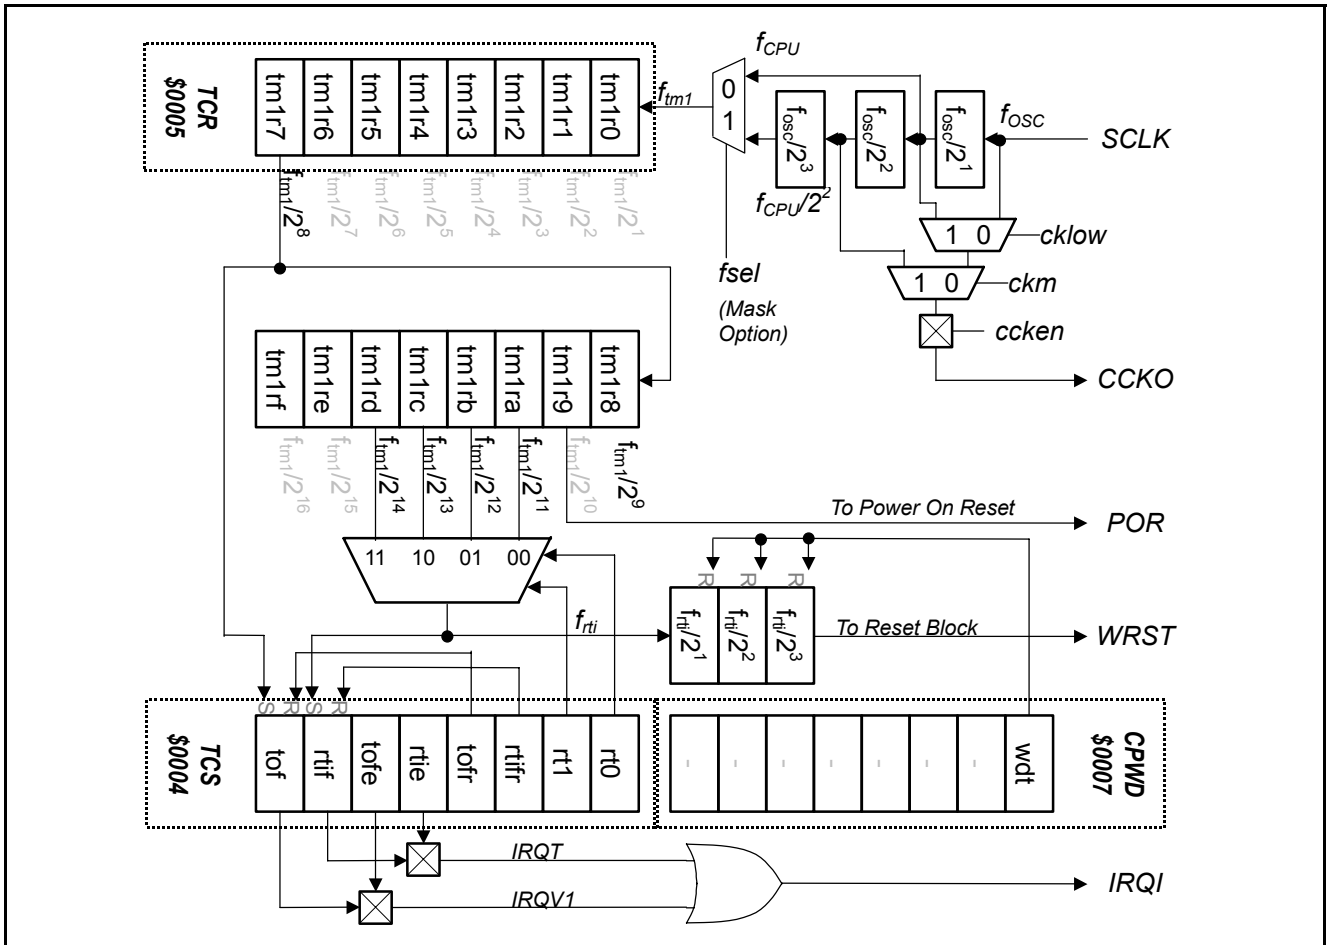 TCR
$0005
tm1r7
tm1r6
tm1r5
tm1r4
tm1r3
tm1r2
tm1r1
tm1r0
ftm1
0
1
fCPU
fosc/2³
fosc/2²
fosc/2¹
fOSC
SCLK
fCPU/2²
ftm1/2⁸
ftm1/2⁷
ftm1/2⁶
ftm1/2⁵
ftm1/2⁴
ftm1/2³
ftm1/2²
ftm1/2¹
1 0
cklow
fsel
(Mask
Option)
1 0
ckm
ccken
CCKO
tm1rf
tm1re
tm1rd
tm1rc
tm1rb
tm1ra
tm1r9
tm1r8
ftm1/2¹⁶
ftm1/2¹⁵
ftm1/2¹⁴
ftm1/2¹³
ftm1/2¹²
ftm1/2¹¹
ftm1/2¹⁰
ftm1/2⁹
To Power On Reset
POR
11 10 01 00
R R R
frti
frti/2¹
frti/2²
frti/2³
To Reset Block
WRST
S R S R
TCS
$0004
tof
rtif
tofe
rtie
tofr
rtifr
rt1
rt0
- - - - - - -
wdt
CPWD
$0007
IRQT
IRQV1
IRQI